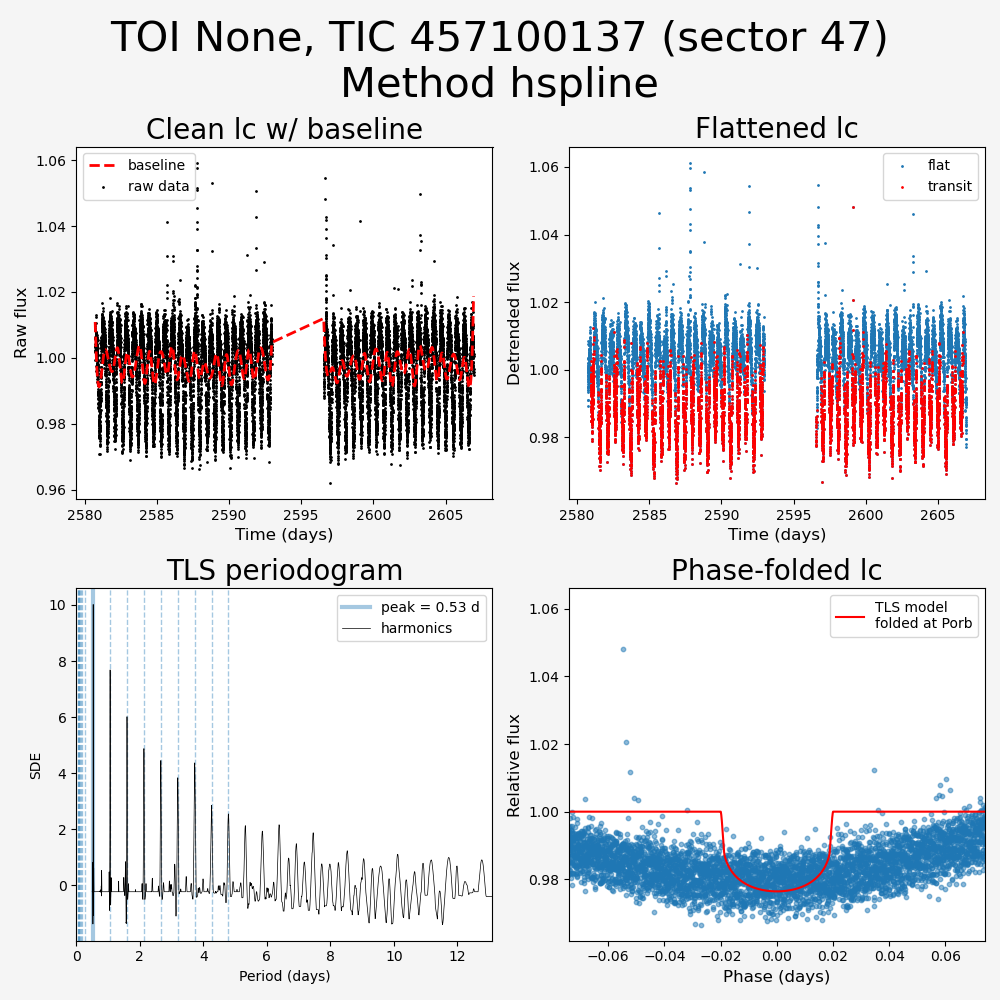 TOI None, TIC 457100137 (sector 47)
Method hspline
Clean lc w/ baseline
baseline
raw data
1.06
1.04
1.02
1.00
0.98
0.96
Raw flux
2580
2585
2590
2595
2600
2605
Time (days)
Flattened lc
flat
transit
1.06
1.04
1.02
1.00
0.98
Detrended flux
2580
2585
2590
2595
2600
2605
Time (days)
TLS periodogram
peak = 0.53 d
harmonics
10
8
6
4
2
0
SDE
0
2
4
6
8
10
12
Period (days)
Phase-folded lc
TLS model
folded at Porb
1.06
1.04
1.02
1.00
0.98
Relative flux
−0.06
−0.04
−0.02
0.00
0.02
0.04
0.06
Phase (days)